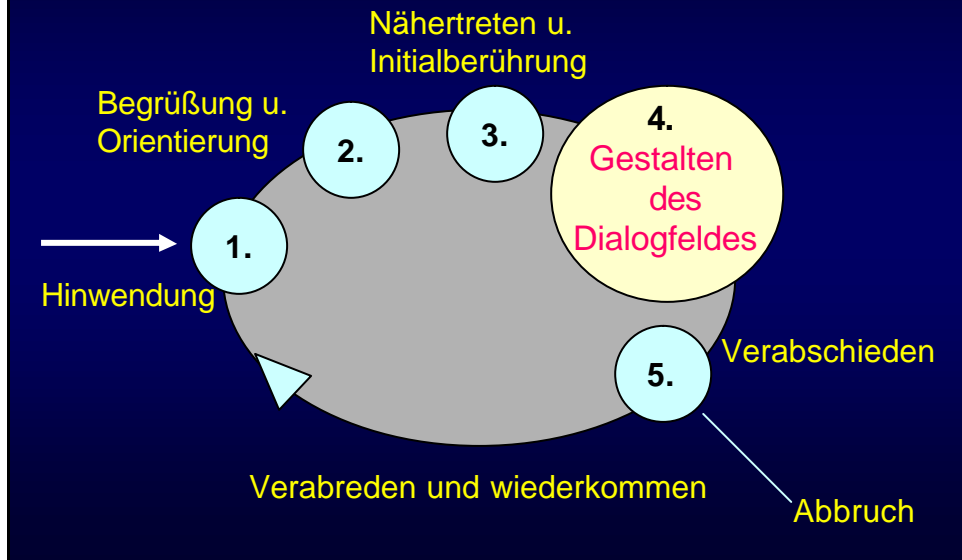 Nähertreten u.
Initialberührung
Begrüßung u.
Orientierung
2.
3.
4.
Gestalten
des
Dialogfeldes
1.
Hinwendung
Verabschieden
5.
Verabreden und wiederkommen
Abbruch